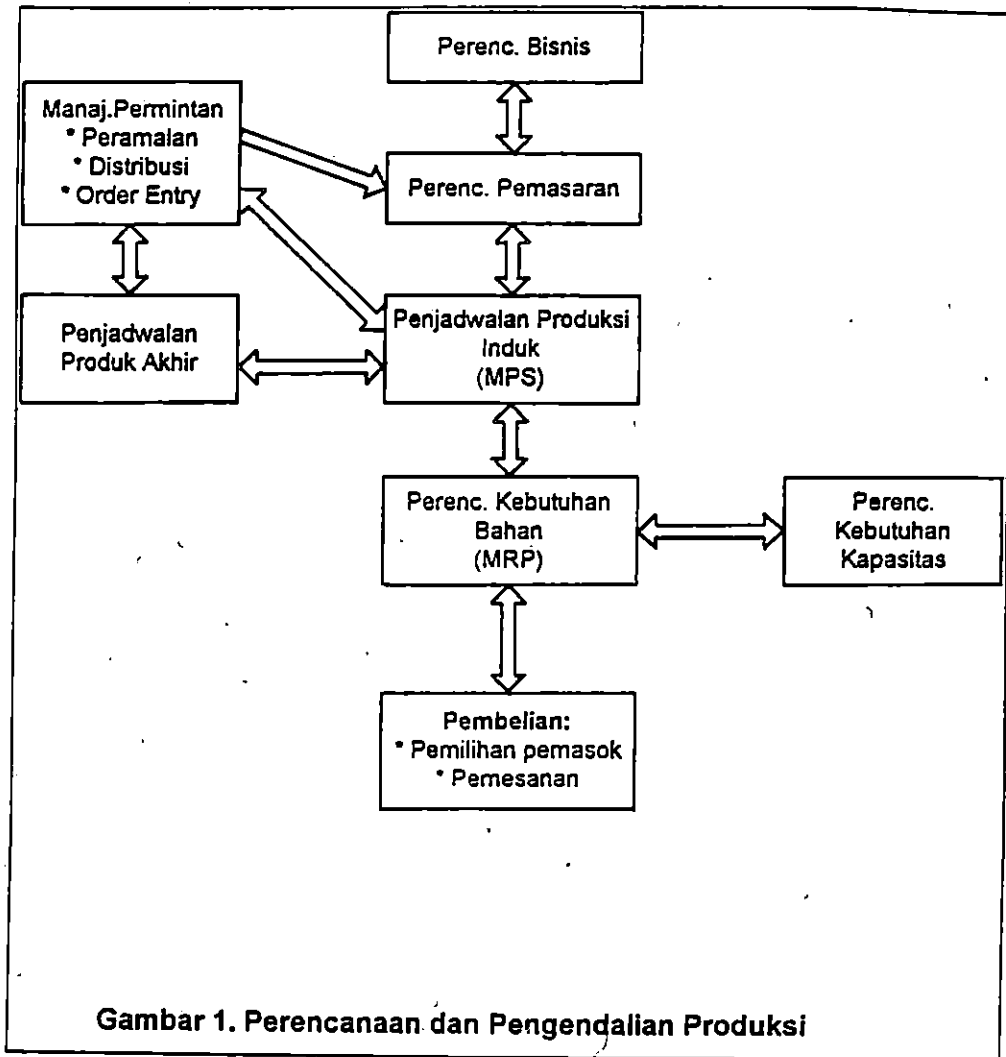 Perenc. Bisnis
Manaj.Permintan
* Peramalan
* Distribusi
* Order Entry
Perenc. Pemasaran
Penjadwalan
Produk Akhir
Penjadwalan Produksi
Induk
(MPS)
Perenc. Kebutuhan
Bahan
(MRP)
Perenc.
Kebutuhan
Kapasitas
Pembelian:
* Pemilihan pemasok
* Pemesanan
Gambar 1. Perencanaan dan Pengendalian Produksi